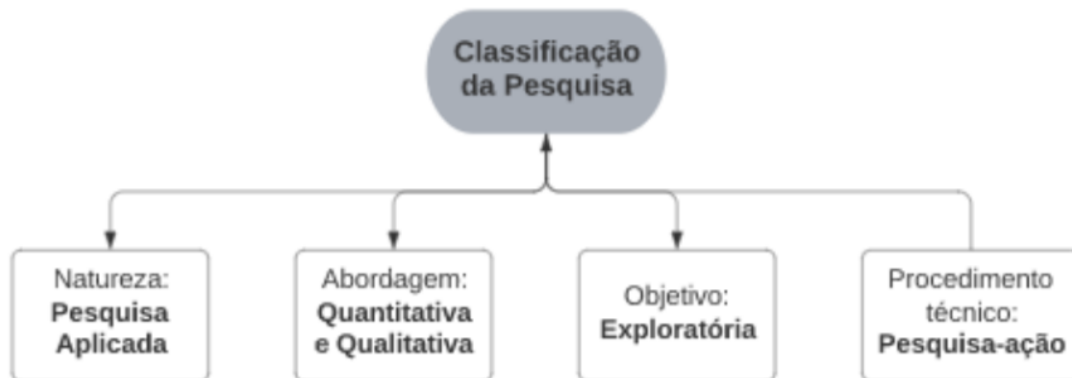 Classificação
da Pesquisa
Natureza:
Pesquisa
Aplicada
Abordagem:
Quantitativa
e Qualitativa
Objetivo:
Exploratória
Procedimento
técnico:
Pesquisa-ação